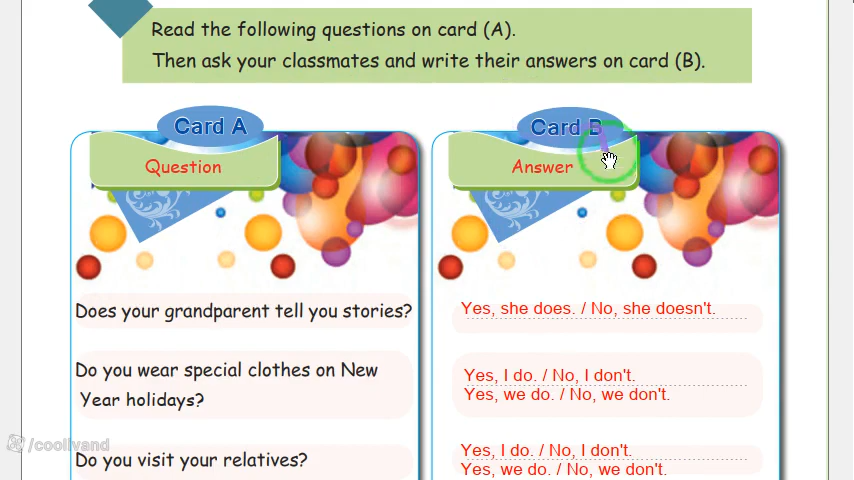 Read the following questions on card (A).
Then ask your classmates and write their answers on card (B).
Card A
Question
Does your grandparent tell you stories?
Do you wear special clothes on New
Year holidays?
Do you visit your relatives?
Card B
Answer
Yes, she does. / No, she doesn't.
Yes, I do. / No, I don't.
Yes, we do. / No, we don't.
Yes, I do. / No, I don't.
Yes, we do. / No, we don't.
/coolivand